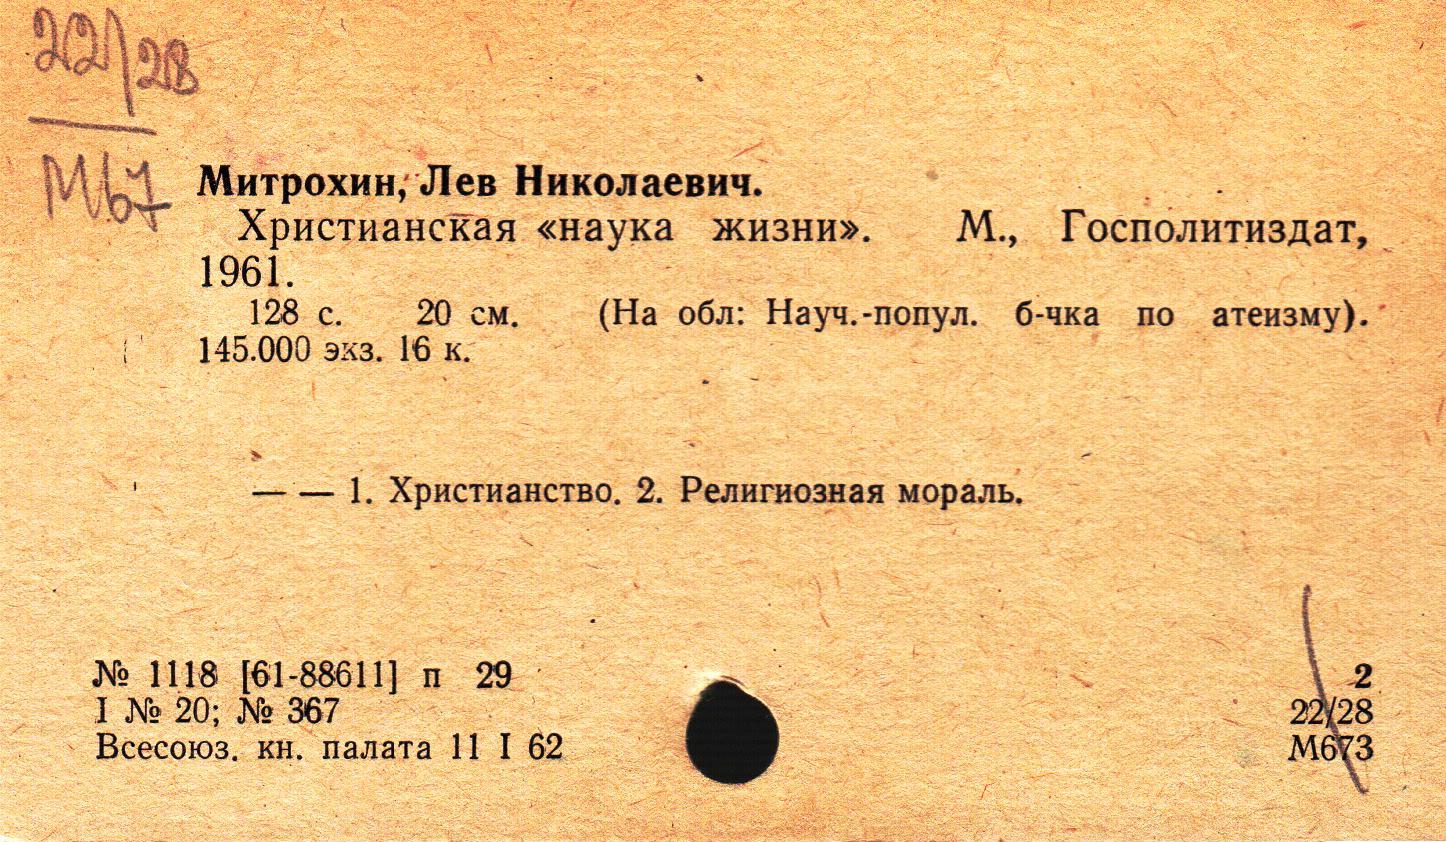 22/28
М67
Митрохин, Лев Николаевич.
Христианская «наука жизни». М., Госполитиздат,
1961.
128 с. 20 см. (На обл: Науч.-попул. б-чка по атеизму).
145.000 экз. 16 к.
— — 1. Христианство. 2. Религиозная мораль.
№ 1118 [61-88611] п 29
I № 20; № 367
Всесоюз. кн. палата 11 I 62
2
22/28
М673